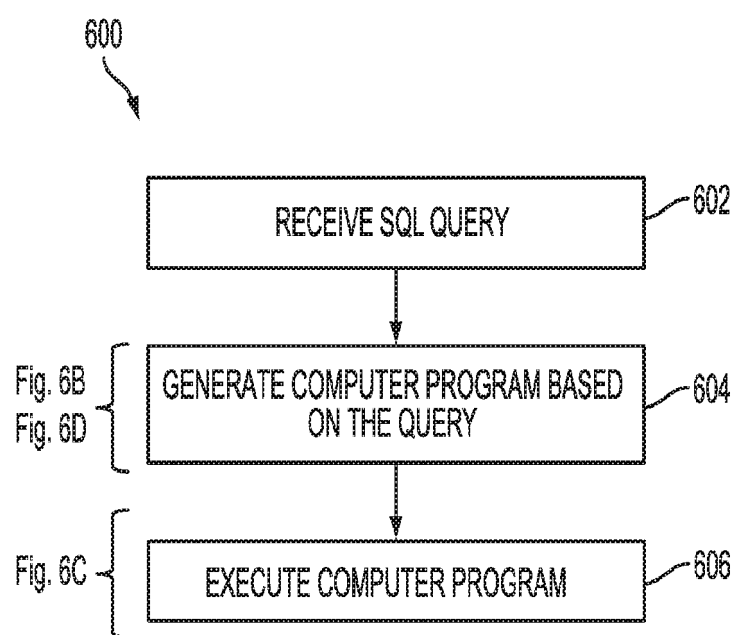 600
RECEIVE SQL QUERY
602
Fig. 6B
Fig. 6D
GENERATE COMPUTER PROGRAM BASED
ON THE QUERY
604
Fig. 6C
EXECUTE COMPUTER PROGRAM
606